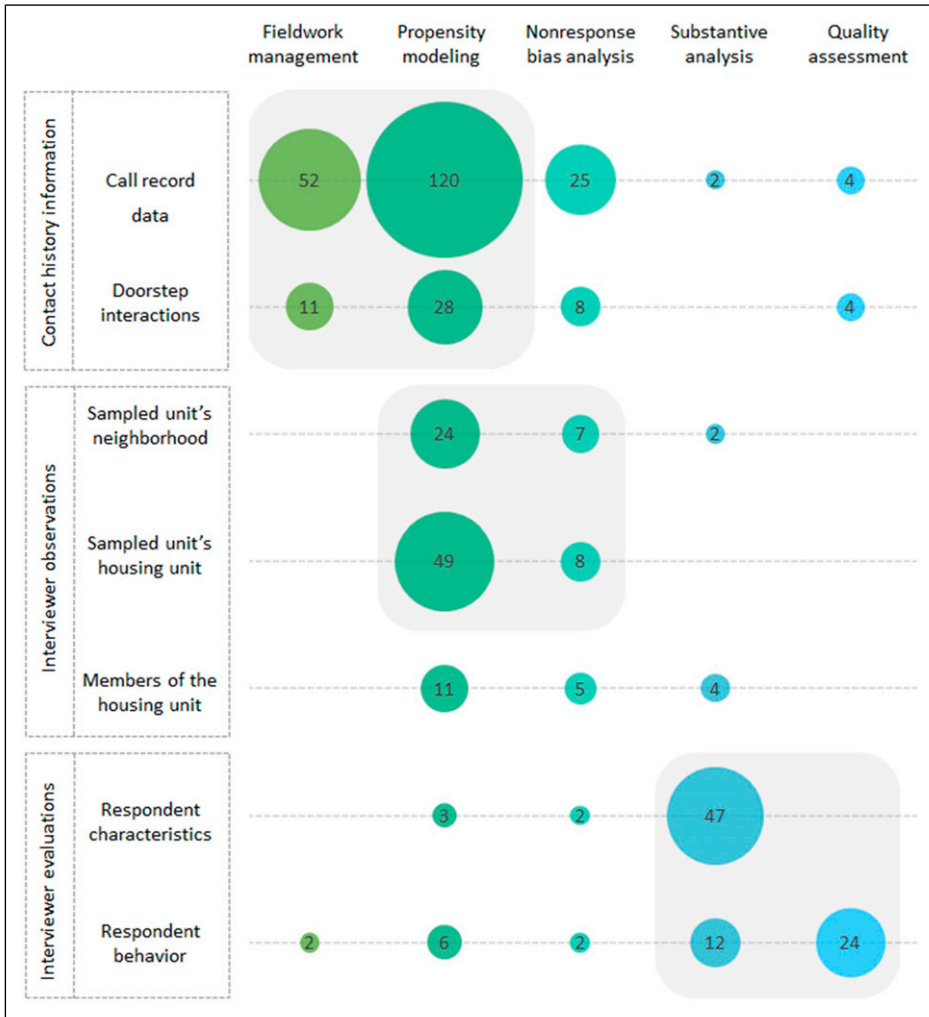 Fieldwork
management
Propensity
modeling
Nonresponse
bias analysis
Substantive
analysis
Quality
assessment
Contact history information
Call record
data
52
120
25
2
4
Doorstep
interactions
11
28
8
4
Interviewer observations
Sampled unit's
neighborhood
24
7
2
Sampled unit's
housing unit
49
8
Members of the
housing unit
11
5
4
Interviewer evaluations
Respondent
characteristics
3
2
47
Respondent
behavior
2
6
2
12
24